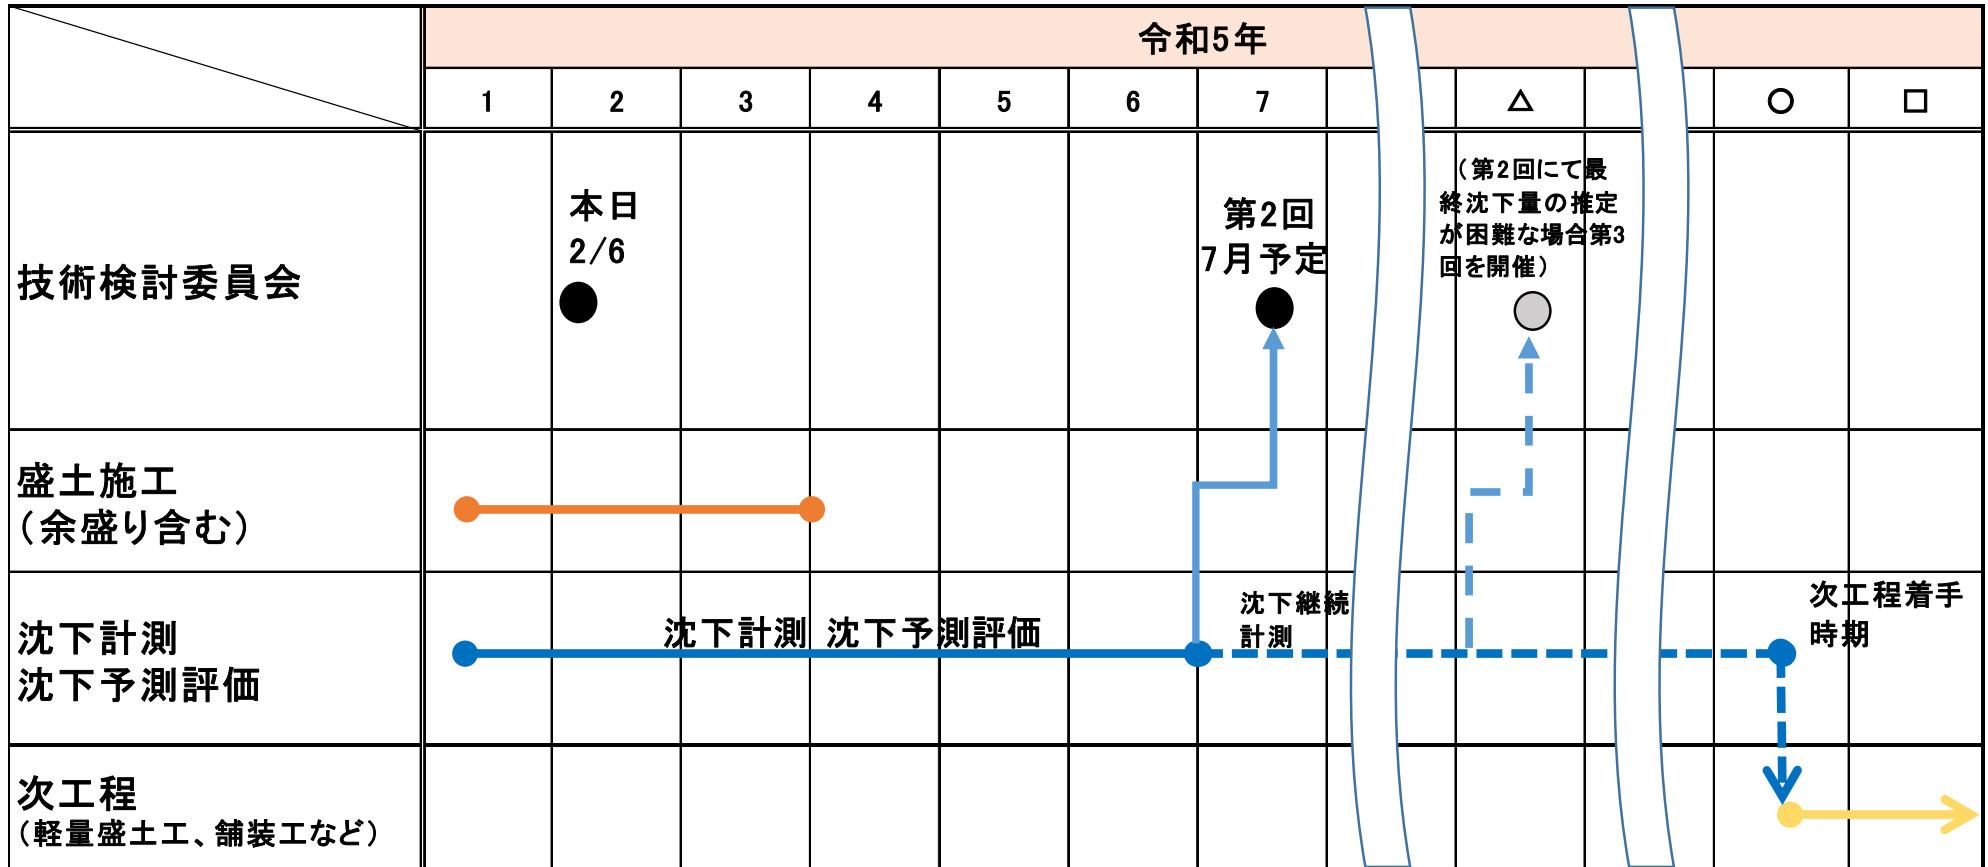 令和5年
1 2 3 4 5 6 7 △ ○ □
技術検討委員会
本日
2/6
第2回
7月予定
（第2回にて最
終沈下量の推定
が困難な場合第3
回を開催）
盛土施工
（余盛り含む）
沈下計測
沈下予測評価
沈下計測 沈下予測評価
沈下継続
計測
次工程着手
時期
次工程
（軽量盛土工、舗装工など）